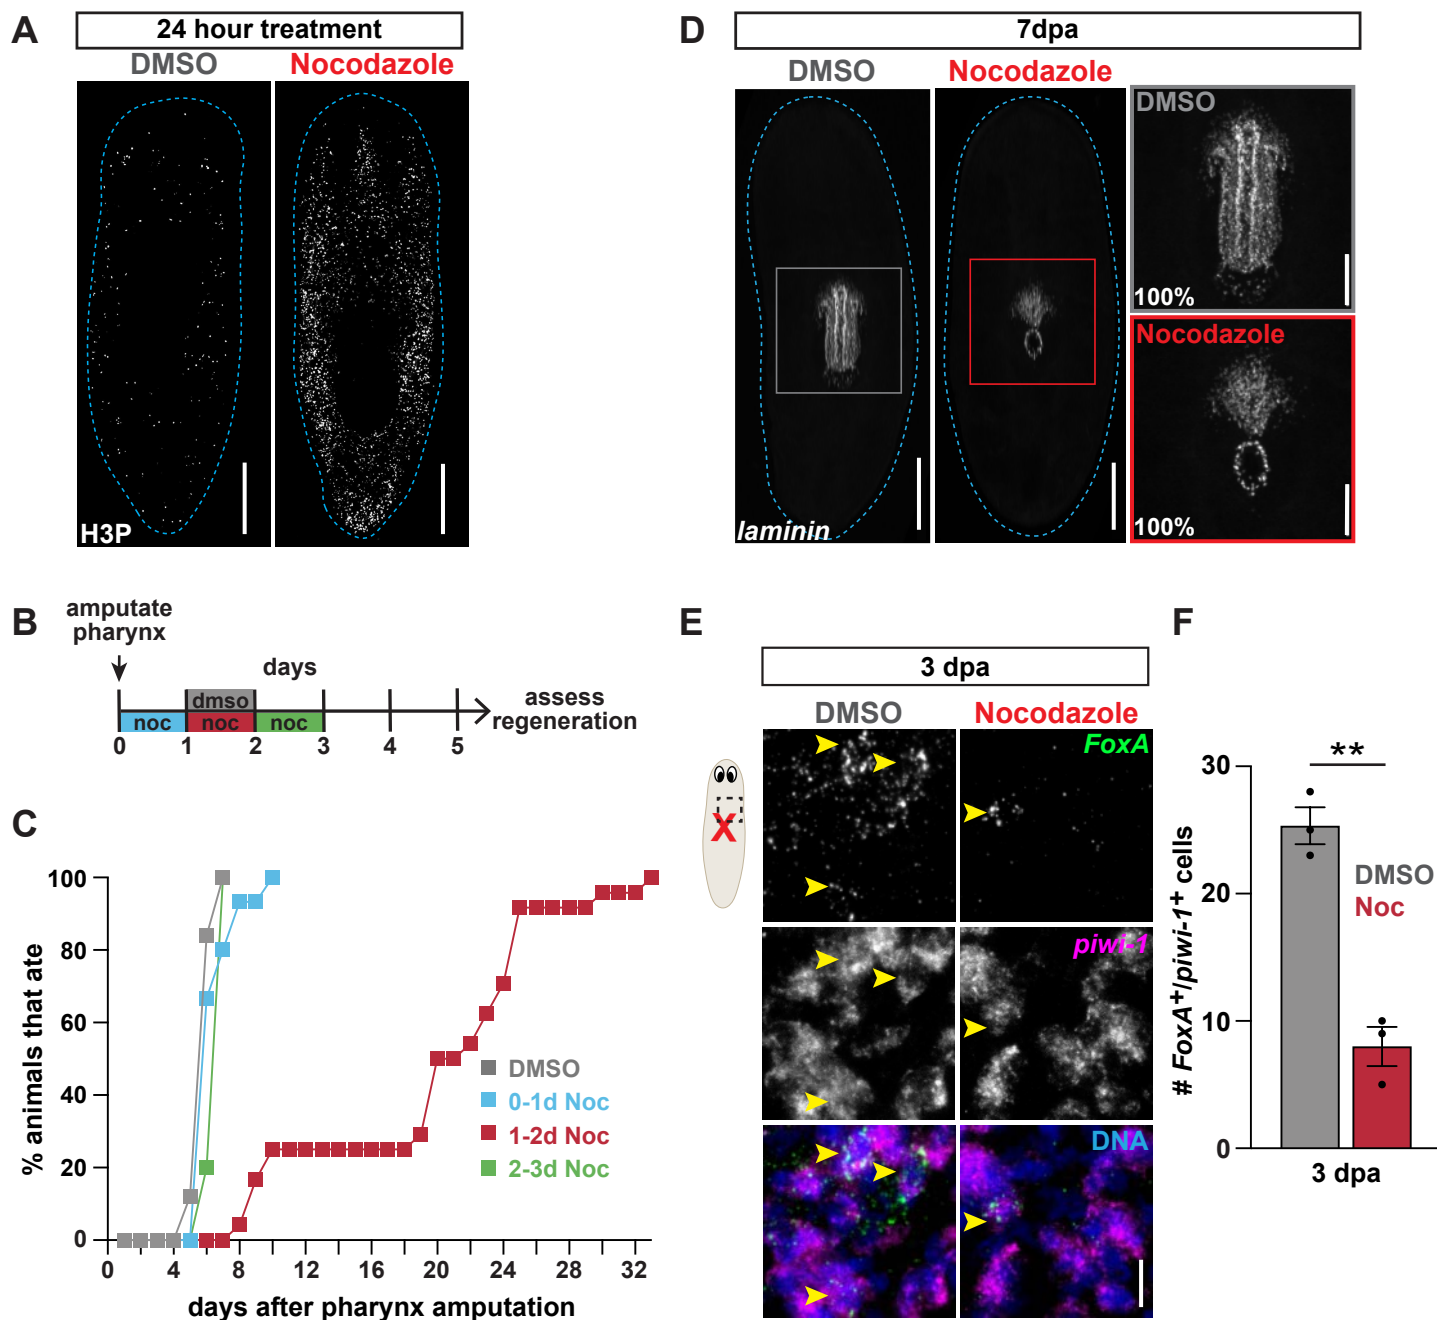 A
24 hour treatment
DMSO
Nocodazole
H3P
B
amputate
pharynx
days
dmso
noc
noc
noc
0
1
2
3
4
5
assess
regeneration
C
% animals that ate
100
80
60
40
20
0
DMSO
0-1d Noc
1-2d Noc
2-3d Noc
0
4
8
12
16
20
24
28
32
days after pharynx amputation
D
7dpa
DMSO
Nocodazole
laminin
DMSO
100%
Nocodazole
100%
E
3 dpa
DMSO
Nocodazole
FoxA
piwi-1
DNA
X
F
# FoxA+/piwi-1+ cells
30
20
10
0
**
DMSO
Noc
3 dpa